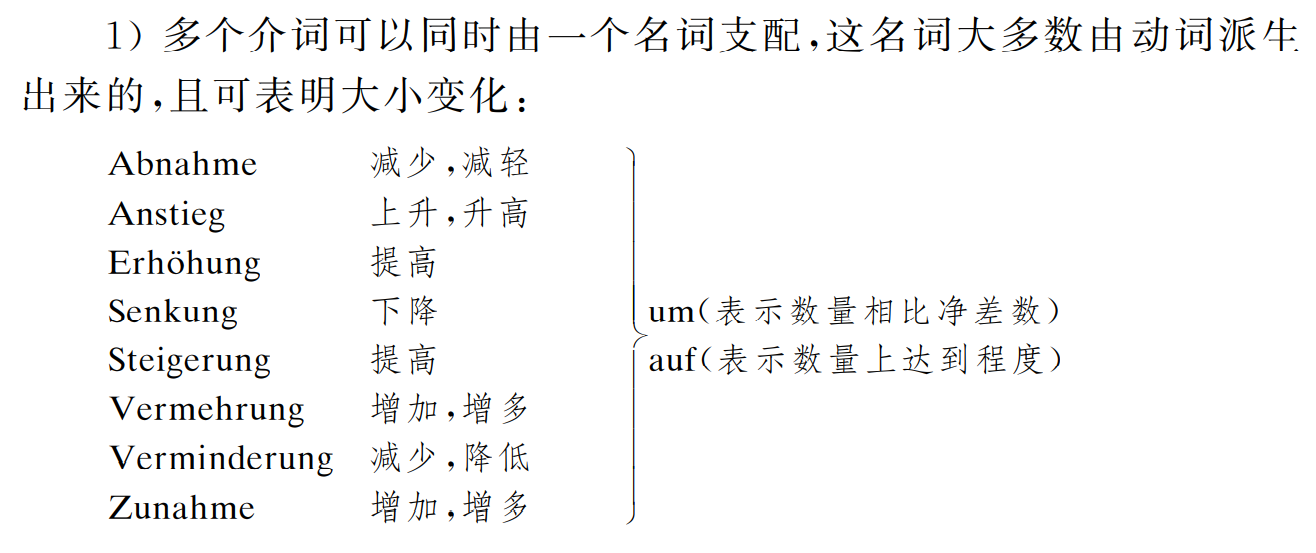 1) 多个介词可以同时由一个名词支配,这名词大多数由动词派生
出来的,且可表明大小变化:
Abnahme 减少,减轻
Anstieg 上升,升高
Erhöhung 提高
Senkung 下降 um(表示数量相比净差数)
Steigerung 提高 auf(表示数量上达到程度)
Vermehrung 增加,增多
Verminderung 减少,降低
Zunahme 增加,增多